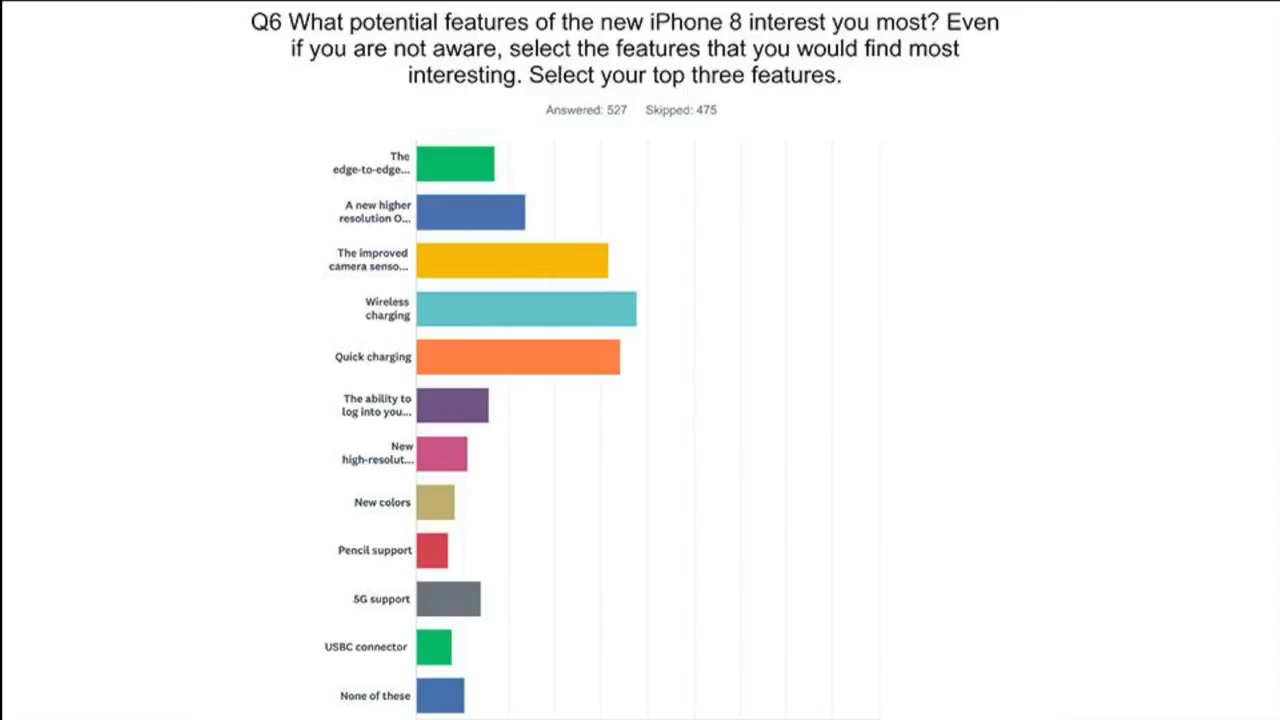 Q6 What potential features of the new iPhone 8 interest you most? Even
if you are not aware, select the features that you would find most
interesting. Select your top three features.
Answered: 527 Skipped: 475
The
edge-to-edge...
A new higher
resolution O...
The improved
camera senso...
Wireless
charging
Quick charging
The ability to
log into you...
New
high-resolut...
New colors
Pencil support
5G support
USBC connector
None of these